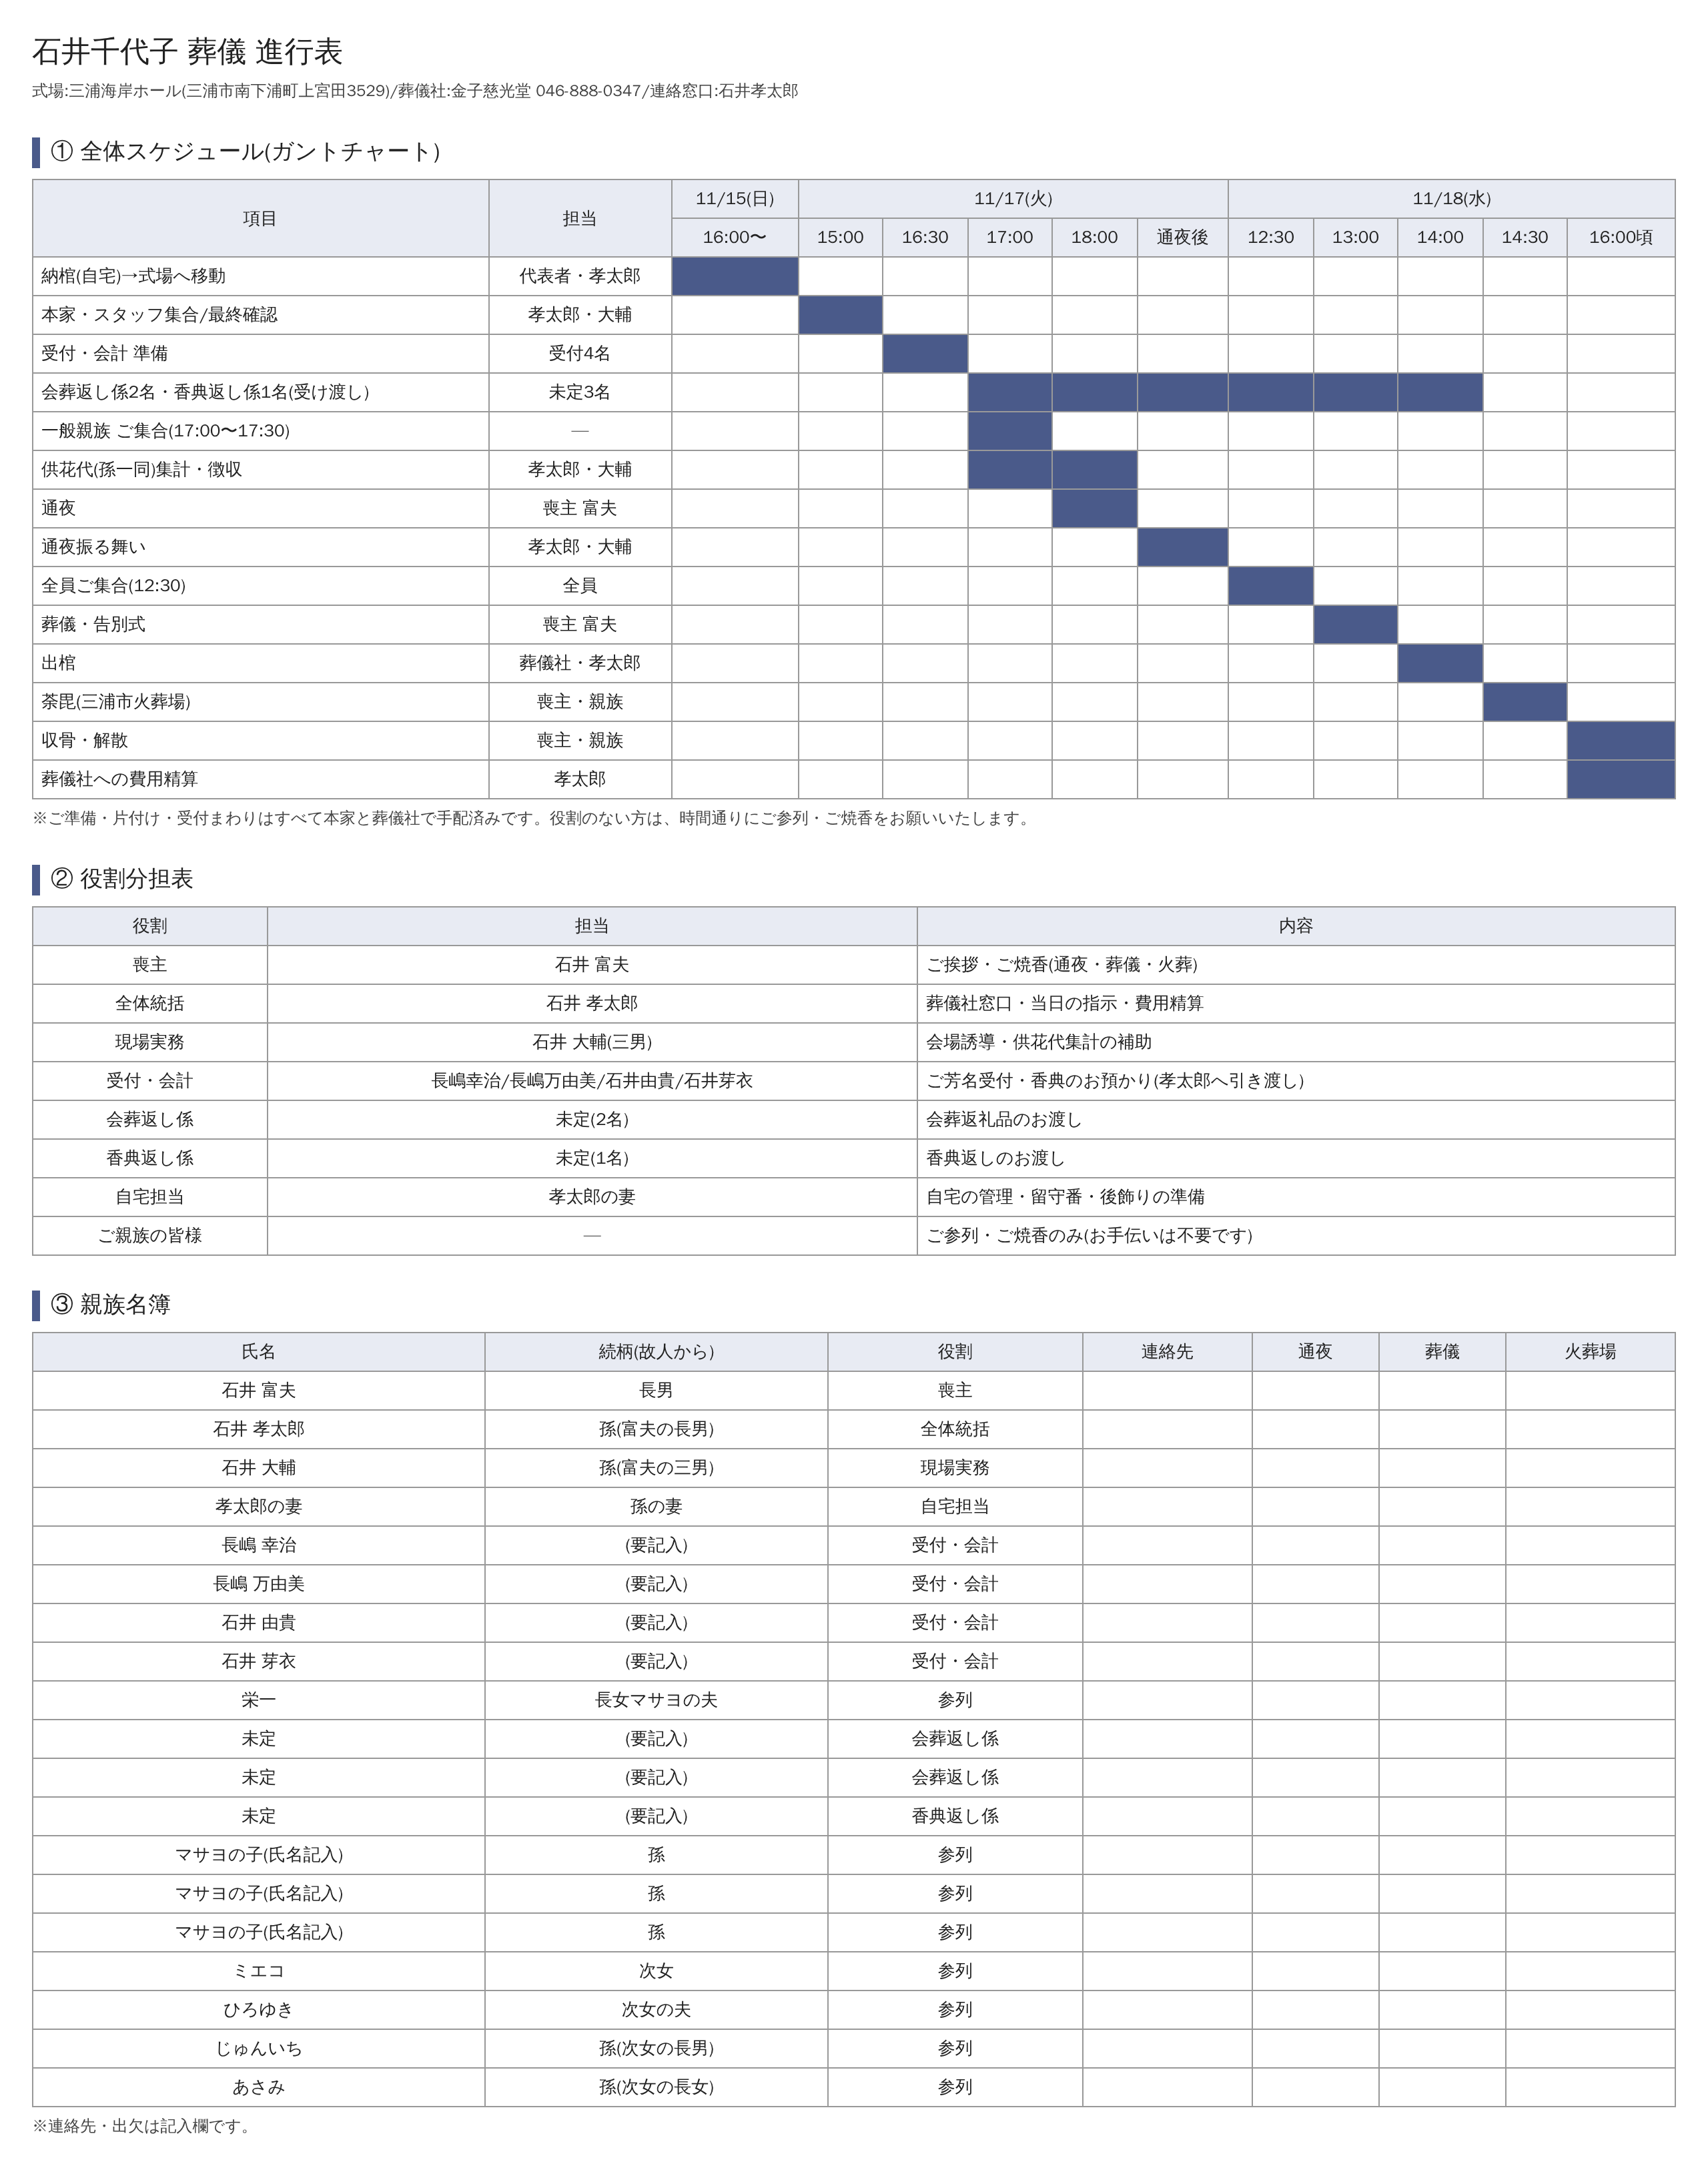 石井千代子 葬儀 進行表
式場:三浦海岸ホール(三浦市南下浦町上宮田3529)/葬儀社:金子慈光堂 046-888-0347/連絡窓口:石井孝太郎
① 全体スケジュール(ガントチャート)
項目 担当 11/15(日) 11/17(火) 11/18(水)
16:00〜 15:00 16:30 17:00 18:00 通夜後 12:30 13:00 14:00 14:30 16:00頃
納棺(自宅)→式場へ移動 代表者・孝太郎
本家・スタッフ集合/最終確認 孝太郎・大輔
受付・会計 準備 受付4名
会葬返し係2名・香典返し係1名(受け渡し) 未定3名
一般親族 ご集合(17:00〜17:30) —
供花代(孫一同)集計・徴収 孝太郎・大輔
通夜 喪主 富夫
通夜振る舞い 孝太郎・大輔
全員ご集合(12:30) 全員
葬儀・告別式 喪主 富夫
出棺 葬儀社・孝太郎
荼毘(三浦市火葬場) 喪主・親族
収骨・解散 喪主・親族
葬儀社への費用精算 孝太郎
※ご準備・片付け・受付まわりはすべて本家と葬儀社で手配済みです。役割のない方は、時間通りにご参列・ご焼香をお願いいたします。
② 役割分担表
役割 担当 内容
喪主 石井 富夫 ご挨拶・ご焼香(通夜・葬儀・火葬)
全体統括 石井 孝太郎 葬儀社窓口・当日の指示・費用精算
現場実務 石井 大輔(三男) 会場誘導・供花代集計の補助
受付・会計 長嶋幸治/長嶋万由美/石井由貴/石井芽衣 ご芳名受付・香典のお預かり(孝太郎へ引き渡し)
会葬返し係 未定(2名) 会葬返礼品のお渡し
香典返し係 未定(1名) 香典返しのお渡し
自宅担当 孝太郎の妻 自宅の管理・留守番・後飾りの準備
ご親族の皆様 — ご参列・ご焼香のみ(お手伝いは不要です)
③ 親族名簿
氏名 続柄(故人から) 役割 連絡先 通夜 葬儀 火葬場
石井 富夫 長男 喪主
石井 孝太郎 孫(富夫の長男) 全体統括
石井 大輔 孫(富夫の三男) 現場実務
孝太郎の妻 孫の妻 自宅担当
長嶋 幸治 (要記入) 受付・会計
長嶋 万由美 (要記入) 受付・会計
石井 由貴 (要記入) 受付・会計
石井 芽衣 (要記入) 受付・会計
栄一 長女マサヨの夫 参列
未定 (要記入) 会葬返し係
未定 (要記入) 会葬返し係
未定 (要記入) 香典返し係
マサヨの子(氏名記入) 孫 参列
マサヨの子(氏名記入) 孫 参列
マサヨの子(氏名記入) 孫 参列
ミエコ 次女 参列
ひろゆき 次女の夫 参列
じゅんいち 孫(次女の長男) 参列
あさみ 孫(次女の長女) 参列
※連絡先・出欠は記入欄です。